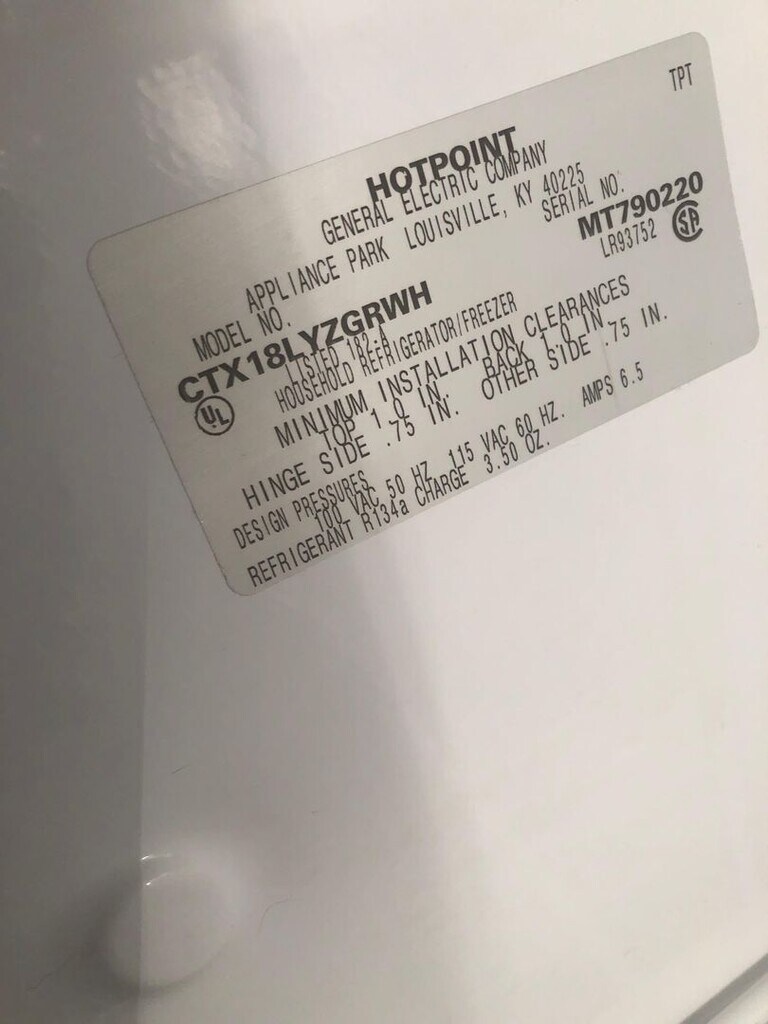 TPT
HOTPOINT
GENERAL ELECTRIC COMPANY
APPLIANCE PARK LOUISVILLE, KY 40225
MODEL NO. SERIAL NO.
CTX18LYZGRWH MT790220
UL LISTED 182-A LR93752 SA
HOUSEHOLD REFRIGERATOR/FREEZER
MINIMUM INSTALLATION CLEARANCES
TOP 1.0 IN. BACK 1.0 IN.
HINGE SIDE .75 IN. OTHER SIDE .75 IN.
DESIGN PRESSURES
100 VAC 50 HZ 115 VAC 60 HZ. AMPS 6.5
REFRIGERANT R134a CHARGE 3.50 OZ.